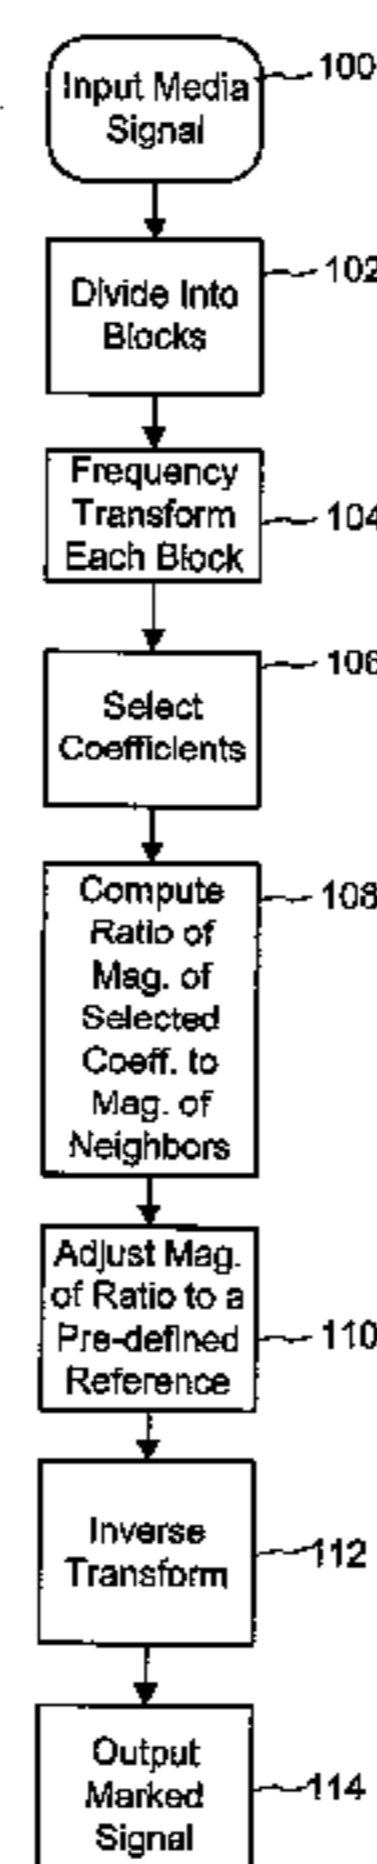 Input Media
Signal
100
Divide Into
Blocks
102
Frequency
Transform
Each Block
104
Select
Coefficients
106
Compute
Ratio of
Mag. of
Selected
Coeff. to
Mag. of
Neighbors
108
Adjust Mag.
of Ratio to a
Pre-defined
Reference
110
Inverse
Transform
112
Output
Marked
Signal
114